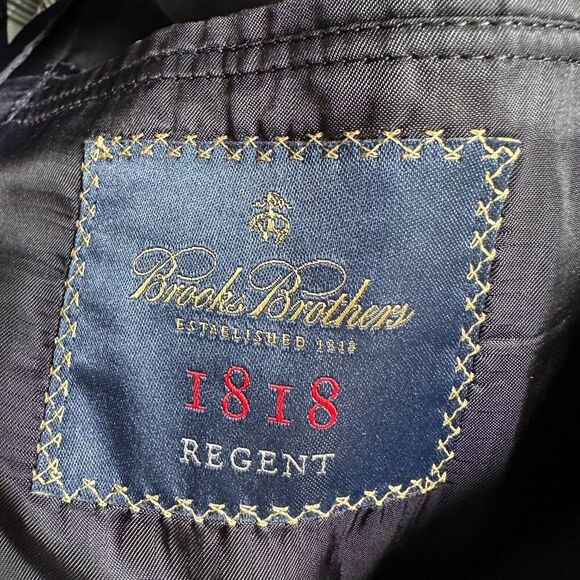 Brooks Brothers
ESTABLISHED 1818
1818
REGENT